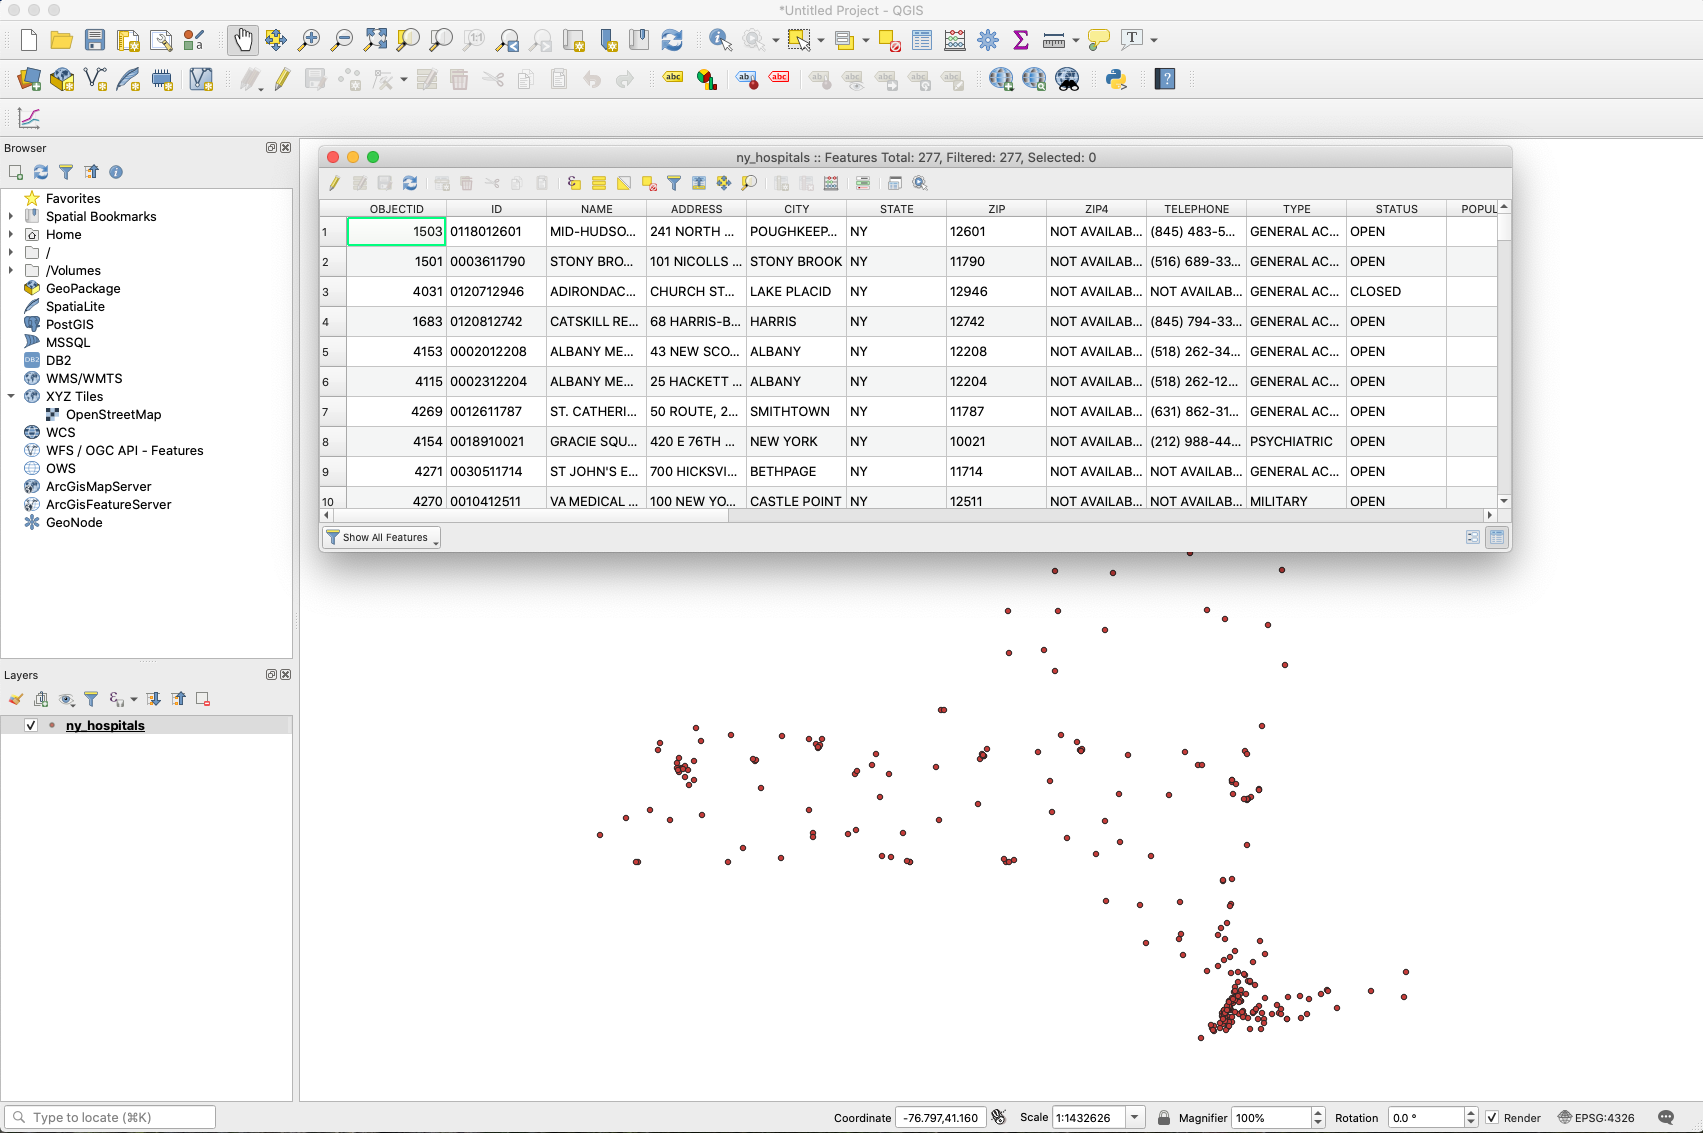 *Untitled Project - QGIS
Browser
Favorites
Spatial Bookmarks
Home
/
/Volumes
GeoPackage
SpatiaLite
PostGIS
MSSQL
DB2
WMS/WMTS
XYZ Tiles
OpenStreetMap
WCS
WFS / OGC API - Features
OWS
ArcGisMapServer
ArcGisFeatureServer
GeoNode
Layers
ny_hospitals
ny_hospitals :: Features Total: 277, Filtered: 277, Selected: 0
OBJECTID ID NAME ADDRESS CITY STATE ZIP ZIP4 TELEPHONE TYPE STATUS POPUL
1 1503 0118012601 MID-HUDSO... 241 NORTH ... POUGHKEEP... NY 12601 NOT AVAILAB... (845) 483-5... GENERAL AC... OPEN
2 1501 0003611790 STONY BRO... 101 NICOLLS ... STONY BROOK NY 11790 NOT AVAILAB... (516) 689-33... GENERAL AC... OPEN
3 4031 0120712946 ADIRONDAC... CHURCH ST... LAKE PLACID NY 12946 NOT AVAILAB... NOT AVAILAB... GENERAL AC... CLOSED
4 1683 0120812742 CATSKILL RE... 68 HARRIS-B... HARRIS NY 12742 NOT AVAILAB... (845) 794-33... GENERAL AC... OPEN
5 4153 0002012208 ALBANY ME... 43 NEW SCO... ALBANY NY 12208 NOT AVAILAB... (518) 262-34... GENERAL AC... OPEN
6 4115 0002312204 ALBANY ME... 25 HACKETT ... ALBANY NY 12204 NOT AVAILAB... (518) 262-12... GENERAL AC... OPEN
7 4269 0012611787 ST. CATHERI... 50 ROUTE, 2... SMITHTOWN NY 11787 NOT AVAILAB... (631) 862-31... GENERAL AC... OPEN
8 4154 0018910021 GRACIE SQU... 420 E 76TH ... NEW YORK NY 10021 NOT AVAILAB... (212) 988-44... PSYCHIATRIC OPEN
9 4271 0030511714 ST JOHN'S E... 700 HICKSVI... BETHPAGE NY 11714 NOT AVAILAB... NOT AVAILAB... GENERAL AC... OPEN
10 4270 0010412511 VA MEDICAL ... 100 NEW YO... CASTLE POINT NY 12511 NOT AVAILAB... NOT AVAILAB... MILITARY OPEN
Show All Features
Type to locate (⌘K)
Coordinate -76.797,41.160 Scale 1:1432626 Magnifier 100% Rotation 0.0 ° Render EPSG:4326